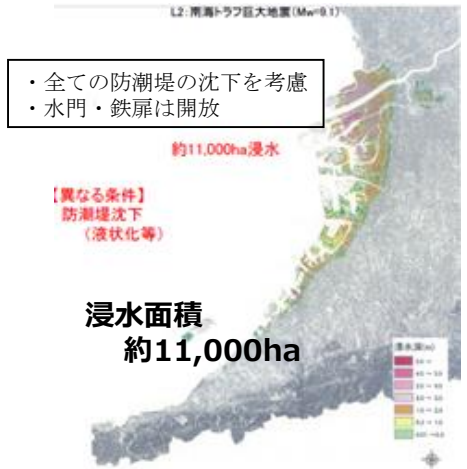 L2:南海トラフ巨大地震(Mw=9.1)
・全ての防潮堤の沈下を考慮
・水門・鉄扉は開放
約11,000ha浸水
【異なる条件】
防潮堤沈下
(液状化等)
浸水面積
約11,000ha
浸水深(m)